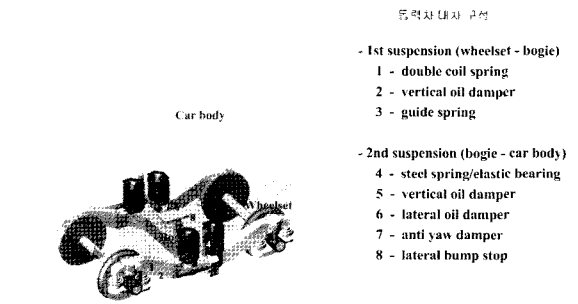 동력차 대차 구성
- 1st suspension (wheelset - bogie)
1 - double coil spring
2 - vertical oil damper
3 - guide spring
Car body
- 2nd suspension (bogie - car body)
4 - steel spring/elastic bearing
5 - vertical oil damper
6 - lateral oil damper
7 - anti yaw damper
8 - lateral bump stop
Wheelset
1
2